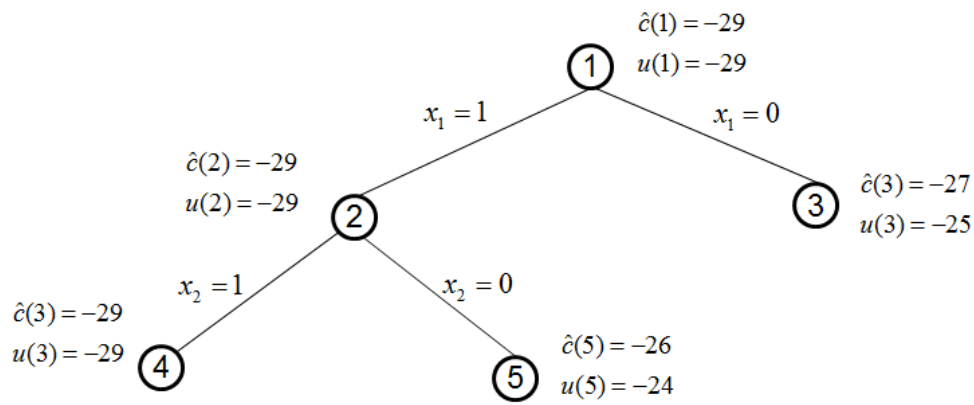 ĉ(1) = −29
u(1) = −29
1
x₁ = 1
x₁ = 0
ĉ(2) = −29
u(2) = −29
2
ĉ(3) = −27
u(3) = −25
3
x₂ = 1
x₂ = 0
ĉ(3) = −29
u(3) = −29
4
ĉ(5) = −26
u(5) = −24
5